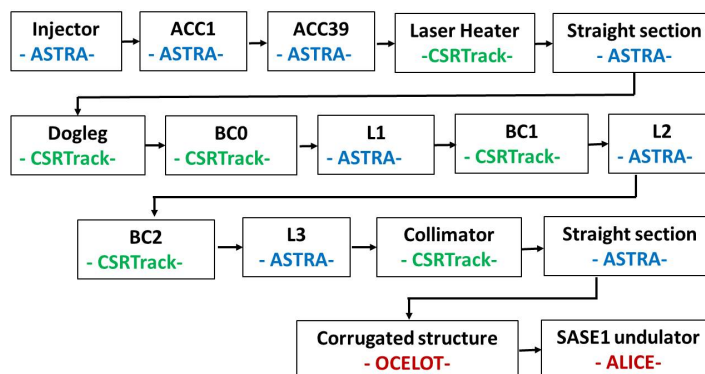 Injector
- ASTRA-
ACC1
- ASTRA-
ACC39
- ASTRA-
Laser Heater
-CSRTrack-
Straight section
- ASTRA-
Dogleg
- CSRTrack-
BC0
- CSRTrack-
L1
- ASTRA-
BC1
- CSRTrack-
L2
- ASTRA-
BC2
- CSRTrack-
L3
- ASTRA-
Collimator
- CSRTrack-
Straight section
- ASTRA-
Corrugated structure
- OCELOT-
SASE1 undulator
- ALICE-